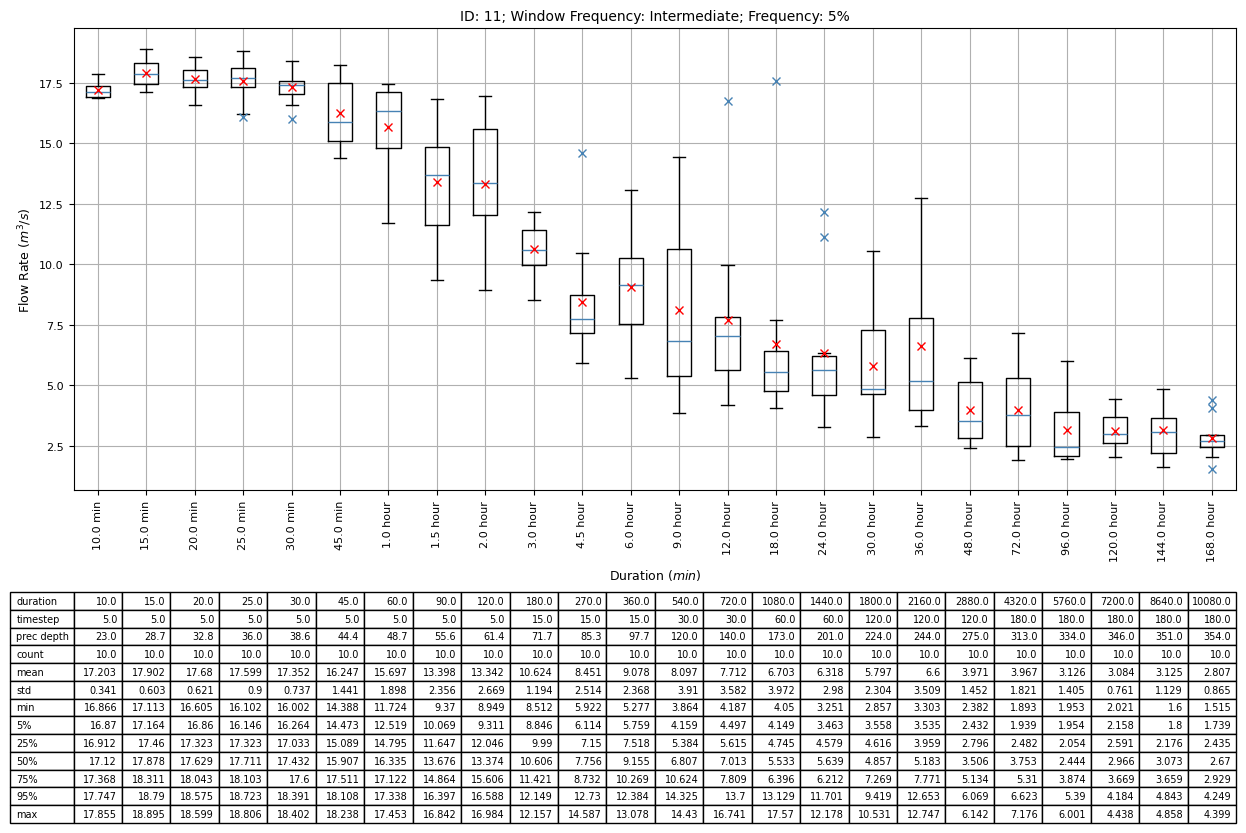 ID: 11; Window Frequency: Intermediate; Frequency: 5%
17.5
15.0
12.5
10.0
7.5
5.0
2.5
Flow Rate (m³/s)
10.0 min 15.0 min 20.0 min 25.0 min 30.0 min 45.0 min 1.0 hour 1.5 hour 2.0 hour 3.0 hour 4.5 hour 6.0 hour 9.0 hour 12.0 hour 18.0 hour 24.0 hour 30.0 hour 36.0 hour 48.0 hour 72.0 hour 96.0 hour 120.0 hour 144.0 hour 168.0 hour
Duration (min)
duration 10.0 15.0 20.0 25.0 30.0 45.0 60.0 90.0 120.0 180.0 270.0 360.0 540.0 720.0 1080.0 1440.0 1800.0 2160.0 2880.0 4320.0 5760.0 7200.0 8640.0 10080.0
timestep 5.0 5.0 5.0 5.0 5.0 5.0 5.0 5.0 5.0 15.0 15.0 15.0 30.0 30.0 60.0 60.0 120.0 120.0 120.0 180.0 180.0 180.0 180.0 180.0
prec depth 23.0 28.7 32.8 36.0 38.6 44.4 48.7 55.6 61.4 71.7 85.3 97.7 120.0 140.0 173.0 201.0 224.0 244.0 275.0 313.0 334.0 346.0 351.0 354.0
count 10.0 10.0 10.0 10.0 10.0 10.0 10.0 10.0 10.0 10.0 10.0 10.0 10.0 10.0 10.0 10.0 10.0 10.0 10.0 10.0 10.0 10.0 10.0 10.0
mean 17.203 17.902 17.68 17.599 17.352 16.247 15.697 13.398 13.342 10.624 8.451 9.078 8.097 7.712 6.703 6.318 5.797 6.6 3.971 3.967 3.126 3.084 3.125 2.807
std 0.341 0.603 0.621 0.9 0.737 1.441 1.898 2.356 2.669 1.194 2.514 2.368 3.91 3.582 3.972 2.98 2.304 3.509 1.452 1.821 1.405 0.761 1.129 0.865
min 16.866 17.113 16.605 16.102 16.002 14.388 11.724 9.37 8.949 8.512 5.922 5.277 3.864 4.187 4.05 3.251 2.857 3.303 2.382 1.893 1.953 2.021 1.6 1.515
5% 16.87 17.164 16.86 16.146 16.264 14.473 12.519 10.069 9.311 8.846 6.114 5.759 4.159 4.497 4.149 3.463 3.558 3.535 2.432 1.939 1.954 2.158 1.8 1.739
25% 16.912 17.46 17.323 17.323 17.033 15.089 14.795 11.647 12.046 9.99 7.15 7.518 5.384 5.615 4.745 4.579 4.616 3.959 2.796 2.482 2.054 2.591 2.176 2.435
50% 17.12 17.878 17.629 17.711 17.432 15.907 16.335 13.676 13.374 10.606 7.756 9.155 6.807 7.013 5.533 5.639 4.857 5.183 3.506 3.753 2.444 2.966 3.073 2.67
75% 17.368 18.311 18.043 18.103 17.6 17.511 17.122 14.864 15.606 11.421 8.732 10.269 10.624 7.809 6.396 6.212 7.269 7.771 5.134 5.31 3.874 3.669 3.659 2.929
95% 17.747 18.79 18.575 18.723 18.391 18.108 17.338 16.397 16.588 12.149 12.73 12.384 14.325 13.7 13.129 11.701 9.419 12.653 6.069 6.623 5.39 4.184 4.843 4.249
max 17.855 18.895 18.599 18.806 18.402 18.238 17.453 16.842 16.984 12.157 14.587 13.078 14.43 16.741 17.57 12.178 10.531 12.747 6.142 7.176 6.001 4.438 4.858 4.399